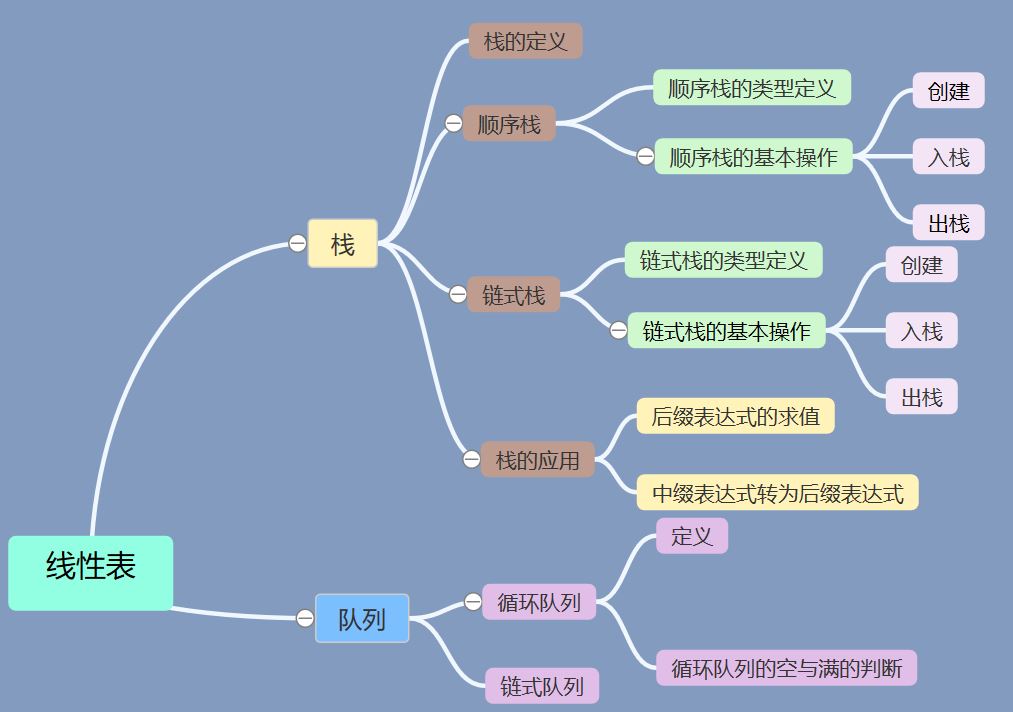 线性表
栈
栈的定义
顺序栈
顺序栈的类型定义
顺序栈的基本操作
创建
入栈
出栈
链式栈
链式栈的类型定义
链式栈的基本操作
创建
入栈
出栈
栈的应用
后缀表达式的求值
中缀表达式转为后缀表达式
队列
循环队列
定义
循环队列的空与满的判断
链式队列